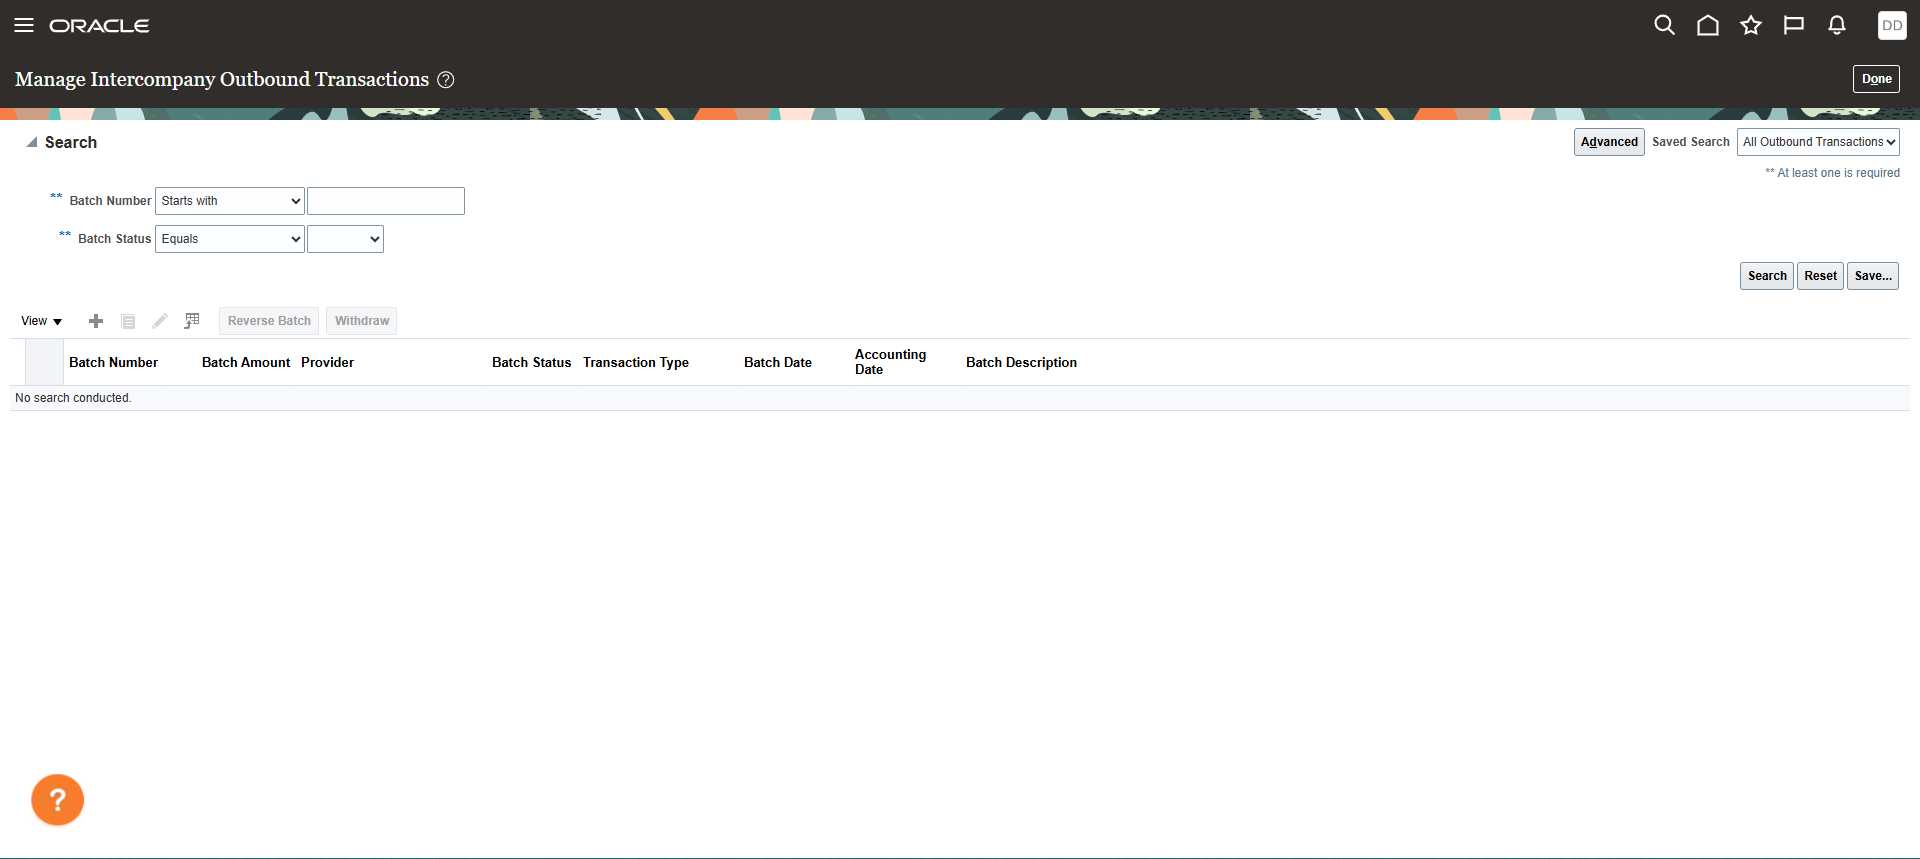 ORACLE
DD
Manage Intercompany Outbound Transactions ?
Done
Search
Advanced Saved Search All Outbound Transactions
** At least one is required
** Batch Number Starts with
** Batch Status Equals
Search Reset Save...
View Reverse Batch Withdraw
Batch Number Batch Amount Provider Batch Status Transaction Type Batch Date Accounting Date Batch Description
No search conducted.
?